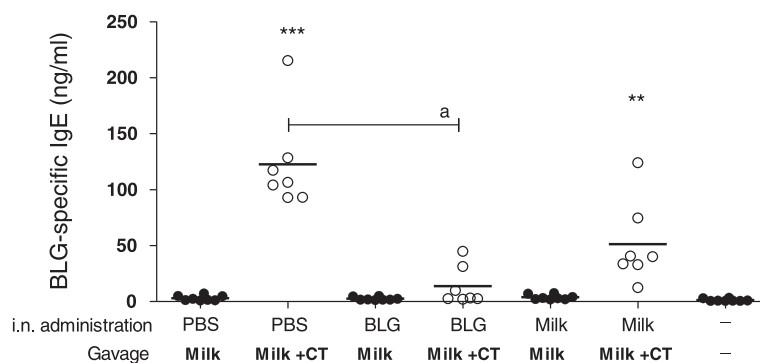 250
***
200
**
a
150
100
50
0
BLG-specific IgE (ng/ml)
i.n. administration PBS PBS BLG BLG Milk Milk –
Gavage Milk Milk +CT Milk Milk +CT Milk Milk +CT –